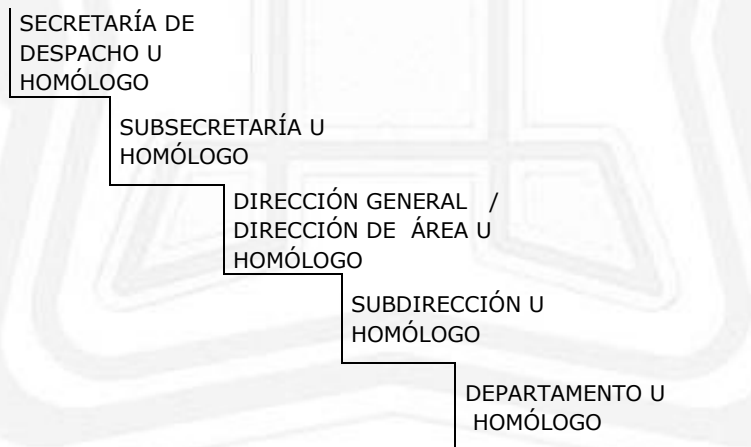 SECRETARÍA DE
DESPACHO U
HOMÓLOGO
SUBSECRETARÍA U
HOMÓLOGO
DIRECCIÓN GENERAL /
DIRECCIÓN DE ÁREA U
HOMÓLOGO
SUBDIRECCIÓN U
HOMÓLOGO
DEPARTAMENTO U
HOMÓLOGO